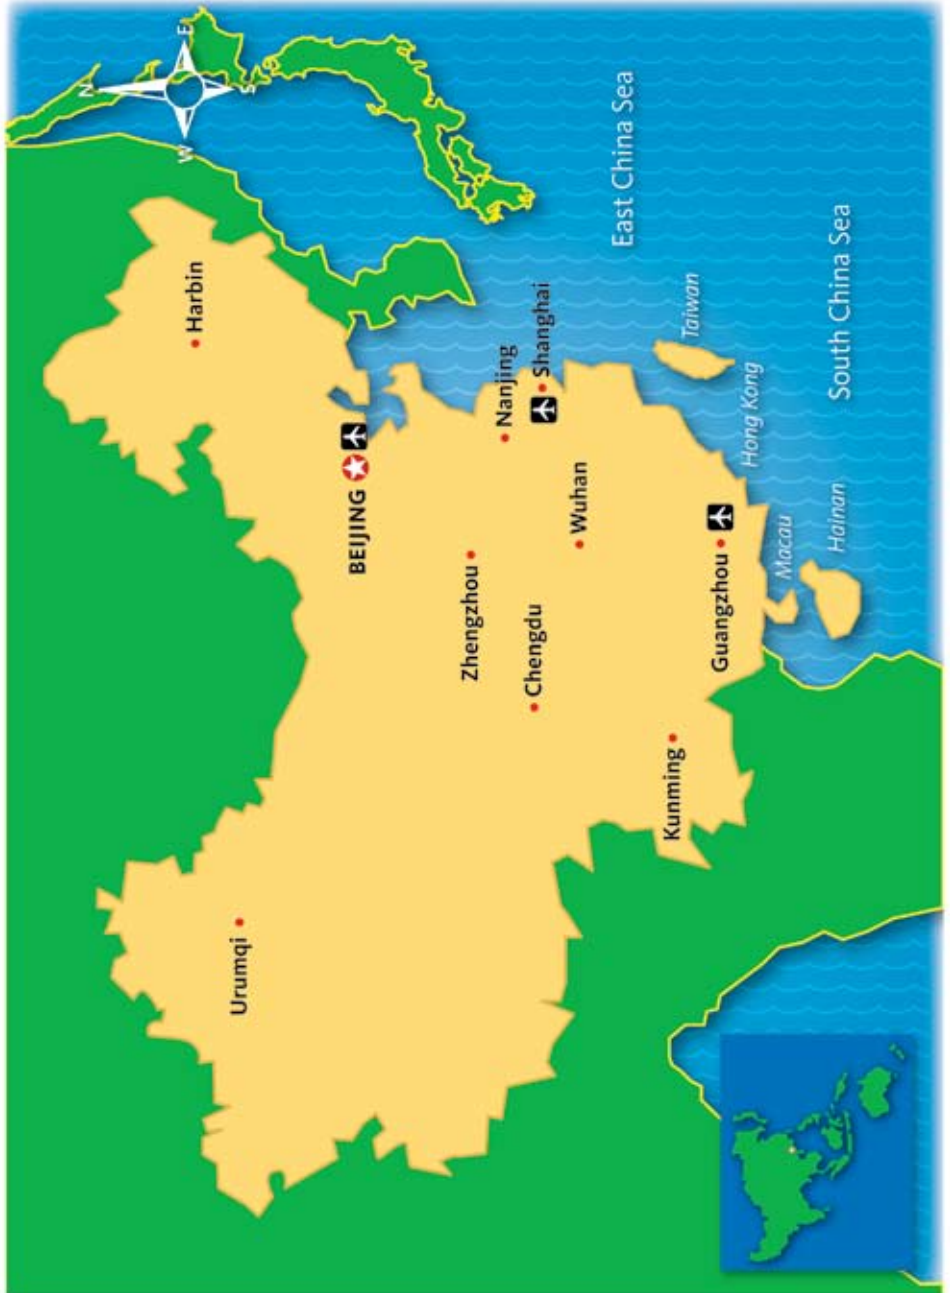 N
E
S
W
Harbin
Urumqi
BEIJING
Zhengzhou
Nanjing
Chengdu
Shanghai
Wuhan
East China Sea
Kunming
Taiwan
Guangzhou
Hong Kong
Macau
Hainan
South China Sea